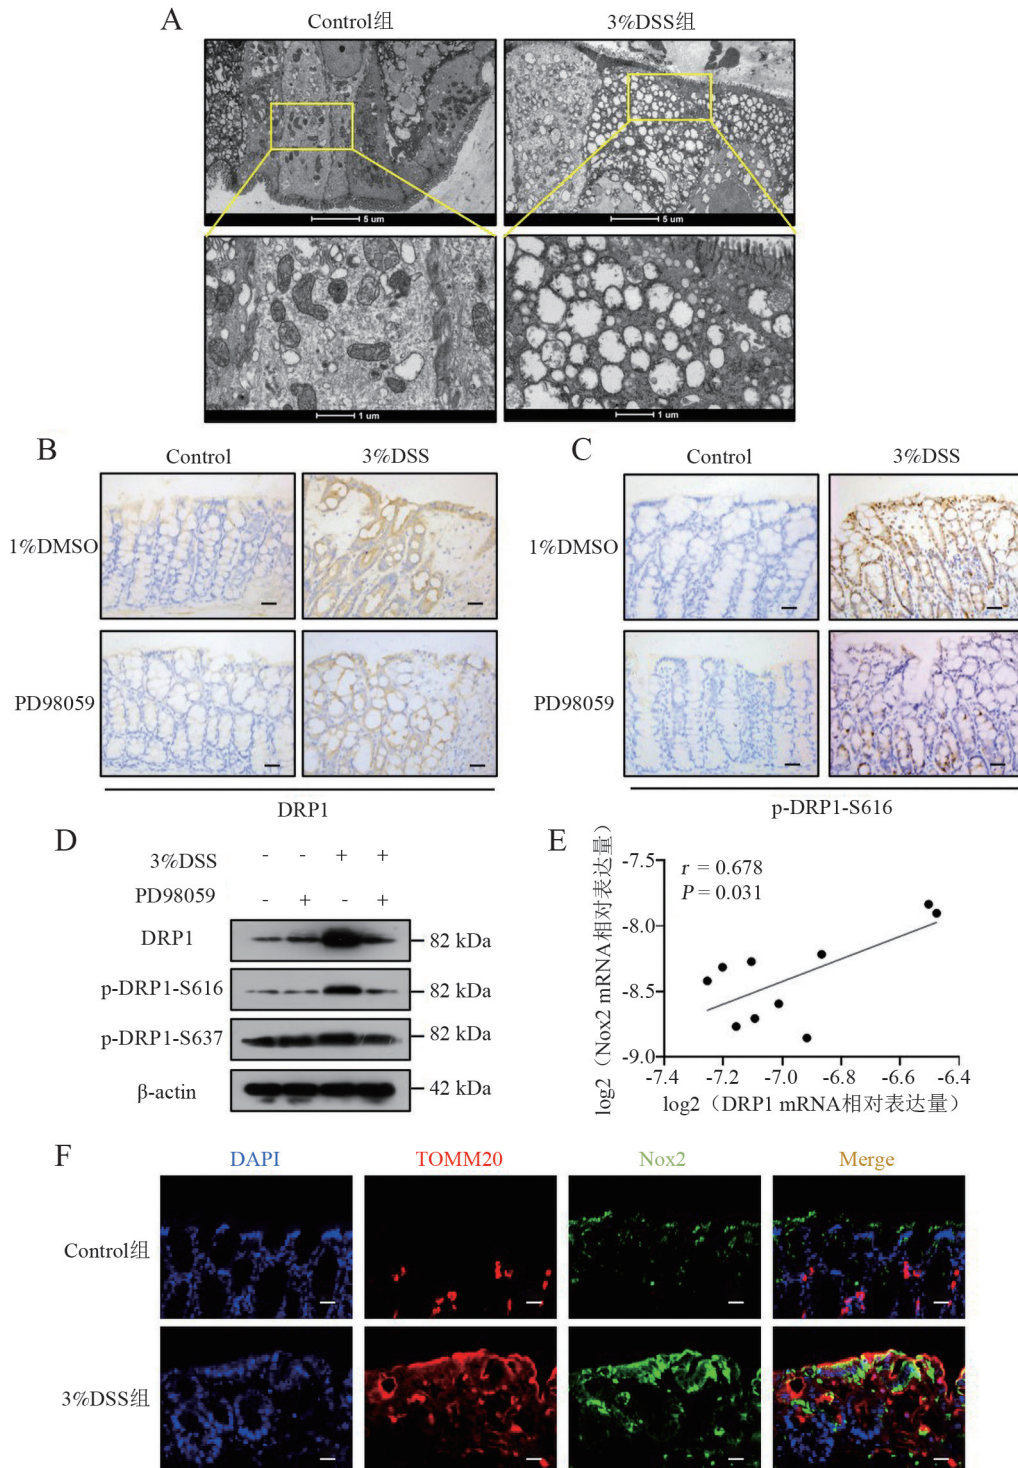 A
Control组
3%DSS组
5 um
5 um
1 um
1 um
B
Control
3%DSS
1%DMSO
PD98059
DRP1
C
Control
3%DSS
1%DMSO
PD98059
p-DRP1-S616
D
3%DSS - - + +
PD98059 - + - +
DRP1 82 kDa
p-DRP1-S616 82 kDa
p-DRP1-S637 82 kDa
β-actin 42 kDa
E
log2（Nox2 mRNA相对表达量）
r = 0.678
P = 0.031
-7.5
-8.0
-8.5
-9.0
-7.4 -7.2 -7.0 -6.8 -6.6 -6.4
log2（DRP1 mRNA相对表达量）
F
DAPI TOMM20 Nox2 Merge
Control组
3%DSS组